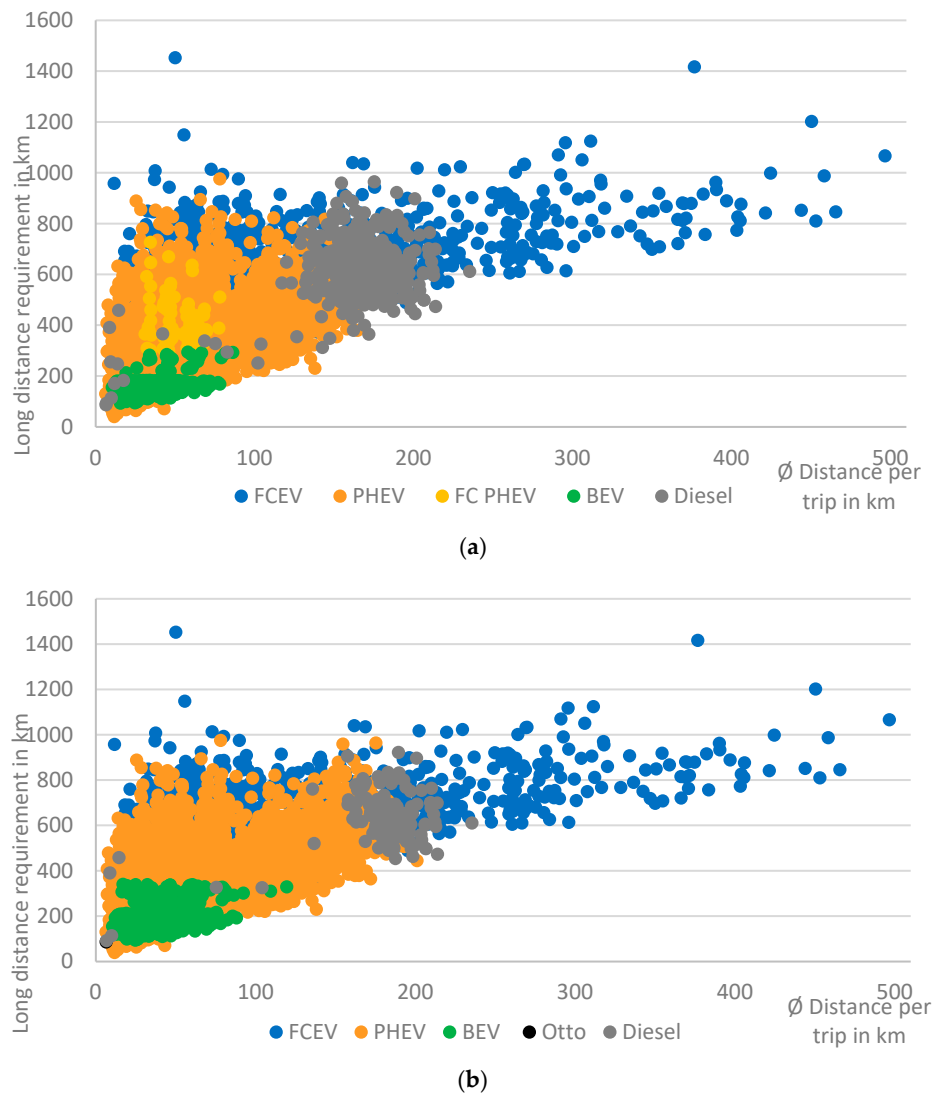 1600
1400
1200
1000
800
600
400
200
0
Long distance requirement in km
0 100 200 300 400 500
Ø Distance per
trip in km
FCEV PHEV FC PHEV BEV Diesel
(a)
1600
1400
1200
1000
800
600
400
200
0
Long distance requirement in km
0 100 200 300 400 500
Ø Distance per
trip in km
FCEV PHEV BEV Otto Diesel
(b)